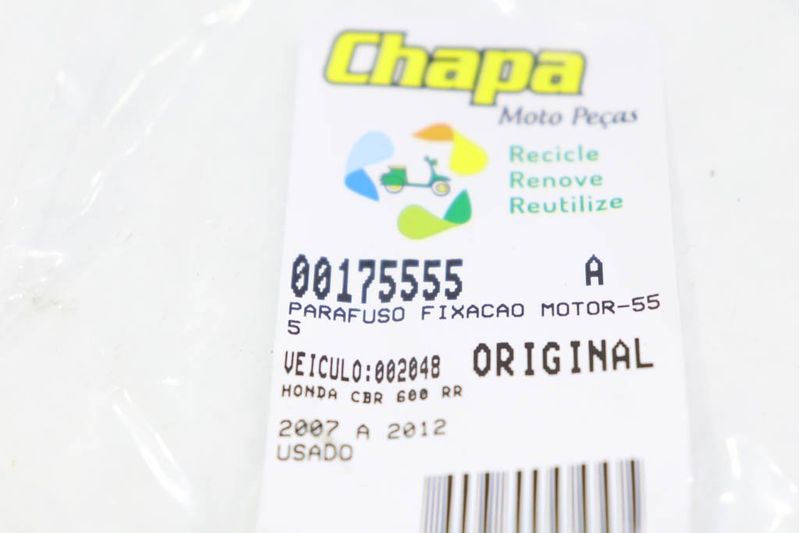 Chapa
Moto Peças
Recicle
Renove
Reutilize
00175555 A
PARAFUSO FIXACAO MOTOR-55
5
VEICULO:002048 ORIGINAL
HONDA CBR 600 RR
2007 A 2012
USADO